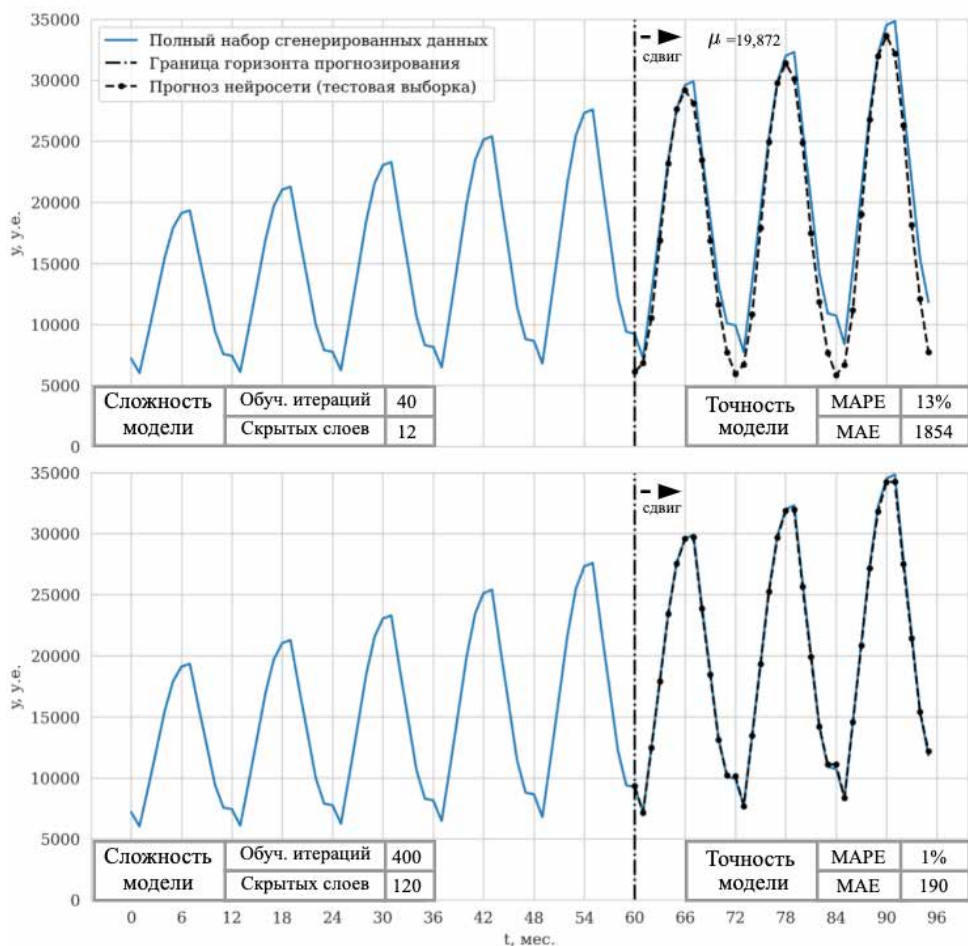 35000
30000
25000
20000
15000
10000
5000
0
y, у.е.
Полный набор сгенерированных данных
Граница горизонта прогнозирования
Прогноз нейросети (тестовая выборка)
сдвиг
μ =19,872
Сложность модели
Обуч. итераций 40
Скрытых слоев 12
Точность модели
MAPE 13%
MAE 1854
35000
30000
25000
20000
15000
10000
5000
0
y, у.е.
сдвиг
Сложность модели
Обуч. итераций 400
Скрытых слоев 120
Точность модели
MAPE 1%
MAE 190
0 6 12 18 24 30 36 42 48 54 60 66 72 78 84 90 96
t, мес.